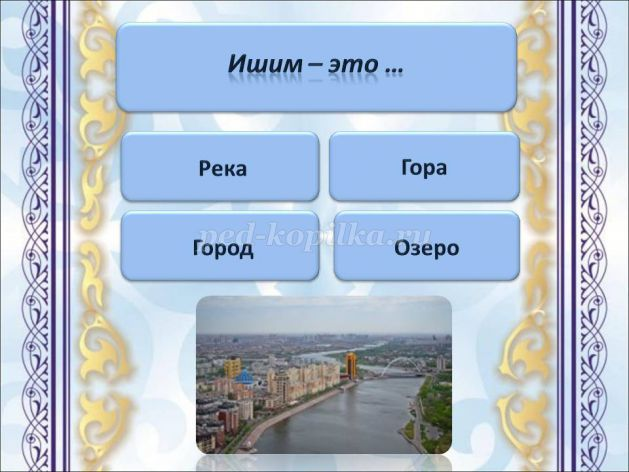 Ишим – это ...
Река
Гора
Город
Озеро
ped-kopilka.ru